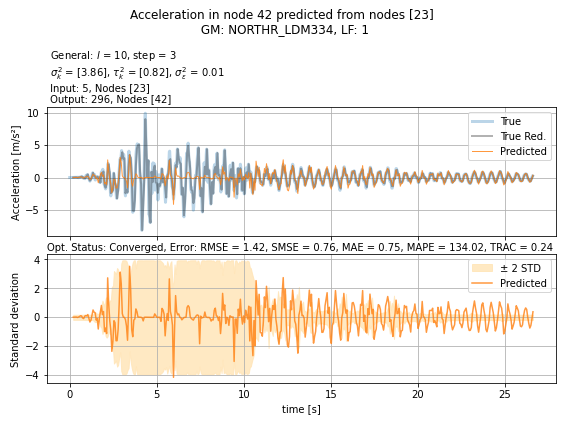 Acceleration in node 42 predicted from nodes [23]
GM: NORTHR_LDM334, LF: 1
General: l = 10, step = 3
σ²ₖ = [3.86], τ²ₖ = [0.82], σ²ε = 0.01
Input: 5, Nodes [23]
Output: 296, Nodes [42]
10
5
0
−5
Acceleration [m/s²]
True
True Red.
Predicted
Opt. Status: Converged, Error: RMSE = 1.42, SMSE = 0.76, MAE = 0.75, MAPE = 134.02, TRAC = 0.24
4
2
0
−2
−4
Standard deviation
± 2 STD
Predicted
0 5 10 15 20 25
time [s]